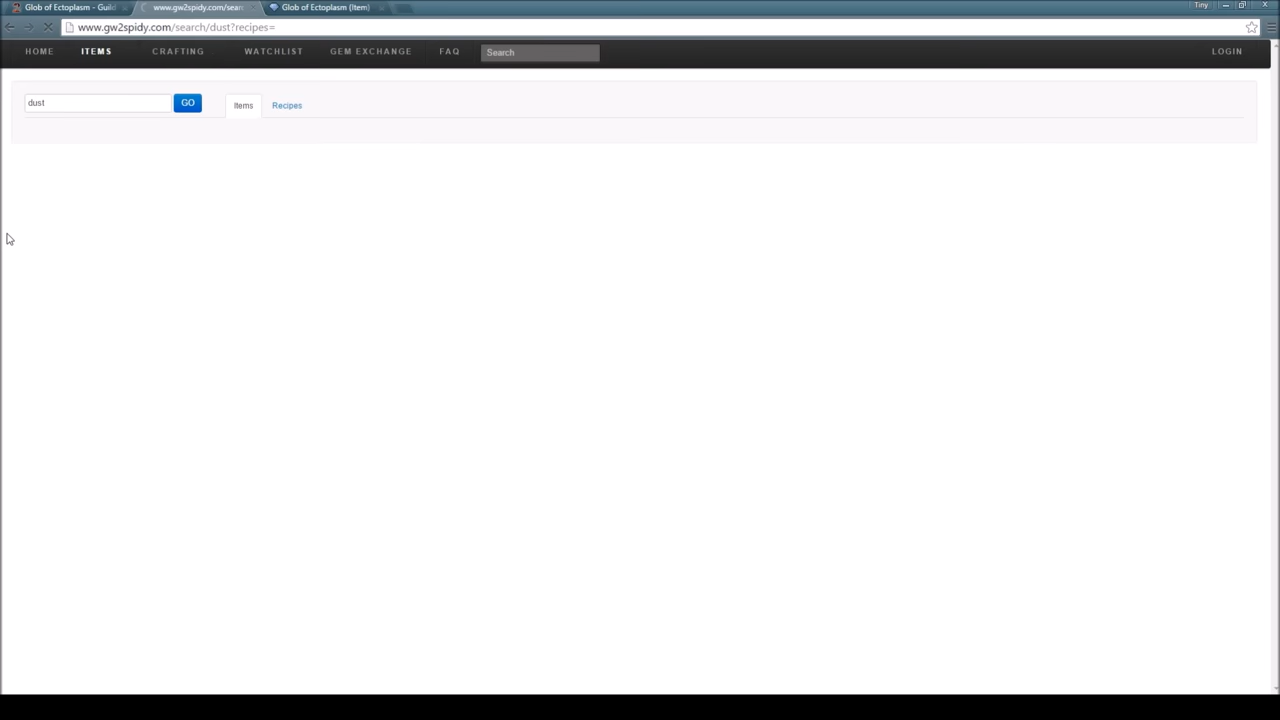 Glob of Ectoplasm - Guild www.gw2spidy.com/sear Glob of Ectoplasm (Item) Tiny
www.gw2spidy.com/search/dust?recipes=
HOME ITEMS CRAFTING WATCHLIST GEM EXCHANGE FAQ Search LOGIN
dust GO Items Recipes